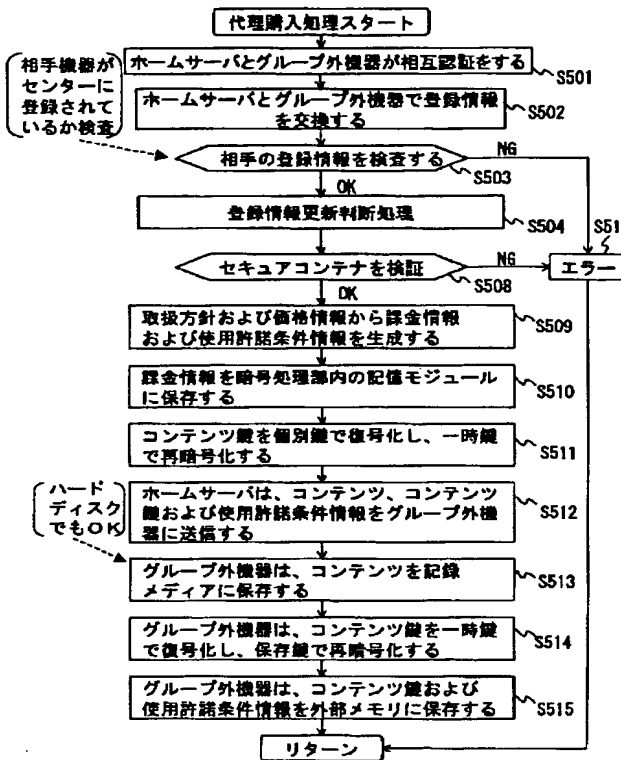 代理購入処理スタート
相手機器が
センターに
登録されて
いるか検査
ホームサーバとグループ外機器が相互認証をする
S501
ホームサーバとグループ外機器で登録情報
を交換する
S502
相手の登録情報を検査する
NG
S503
OK
登録情報更新判断処理
S504
S51
セキュアコンテナを検証
NG
エラー
S508
OK
取扱方針および価格情報から課金情報
および使用許諾条件情報を生成する
S509
課金情報を暗号処理部内の記憶モジュール
に保存する
S510
コンテンツ鍵を個別鍵で復号化し、一時鍵
で再暗号化する
S511
ハード
ディスク
でもOK
ホームサーバは、コンテンツ、コンテンツ
鍵および使用許諾条件情報をグループ外機
器に送信する
S512
グループ外機器は、コンテンツを記録
メディアに保存する
S513
グループ外機器は、コンテンツ鍵を一時鍵
で復号化し、保存鍵で再暗号化する
S514
グループ外機器は、コンテンツ鍵および
使用許諾条件情報を外部メモリに保存する
S515
リターン